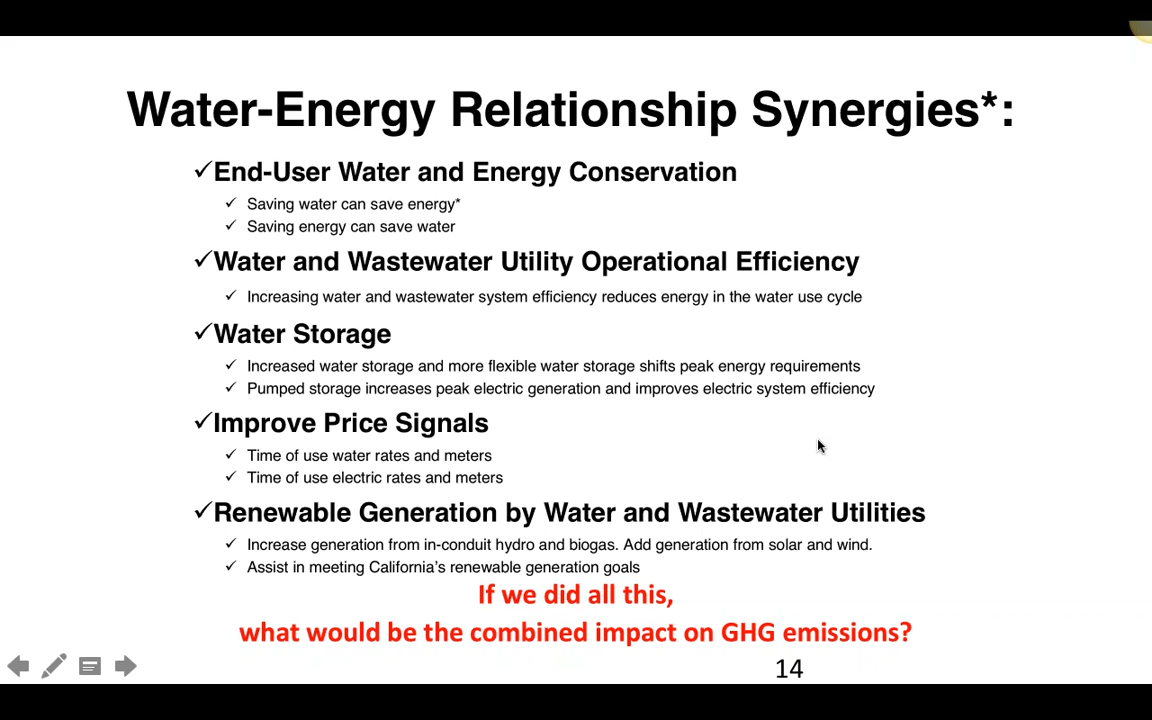 Water-Energy Relationship Synergies*:
✓End-User Water and Energy Conservation
✓ Saving water can save energy*
✓ Saving energy can save water
✓Water and Wastewater Utility Operational Efficiency
✓ Increasing water and wastewater system efficiency reduces energy in the water use cycle
✓Water Storage
✓ Increased water storage and more flexible water storage shifts peak energy requirements
✓ Pumped storage increases peak electric generation and improves electric system efficiency
✓Improve Price Signals
✓ Time of use water rates and meters
✓ Time of use electric rates and meters
✓Renewable Generation by Water and Wastewater Utilities
✓ Increase generation from in-conduit hydro and biogas. Add generation from solar and wind.
✓ Assist in meeting California’s renewable generation goals
If we did all this,
what would be the combined impact on GHG emissions?
14